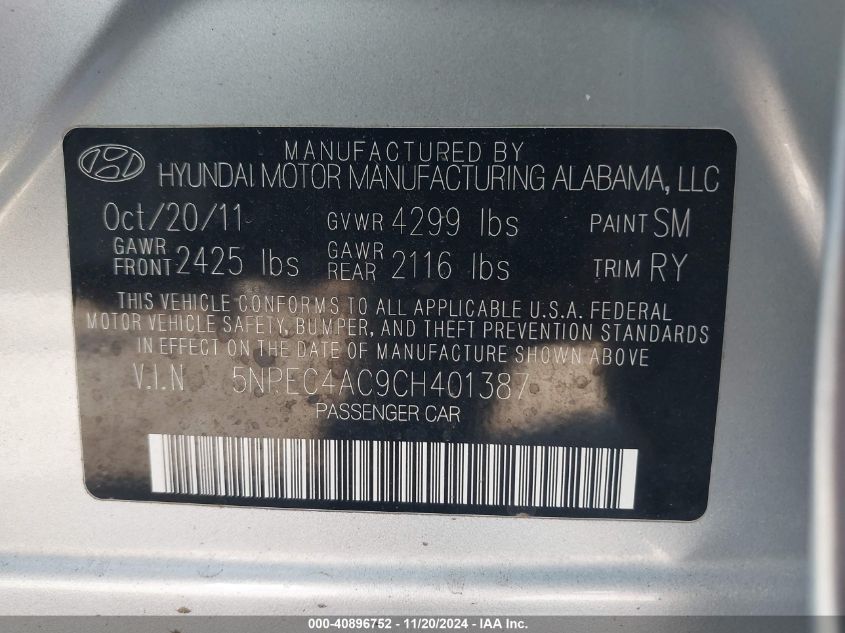 MANUFACTURED BY
HYUNDAI MOTOR MANUFACTURING ALABAMA, LLC
Oct/20/11 GVWR 4299 lbs PAINT SM
GAWR FRONT 2425 lbs GAWR REAR 2116 lbs TRIM RY
THIS VEHICLE CONFORMS TO ALL APPLICABLE U.S.A. FEDERAL
MOTOR VEHICLE SAFETY, BUMPER, AND THEFT PREVENTION STANDARDS
IN EFFECT ON THE DATE OF MANUFACTURE SHOWN ABOVE
V.I.N 5NPEC4AC9CH401387
PASSENGER CAR
000-40896752 - 11/20/2024 - IAA Inc.